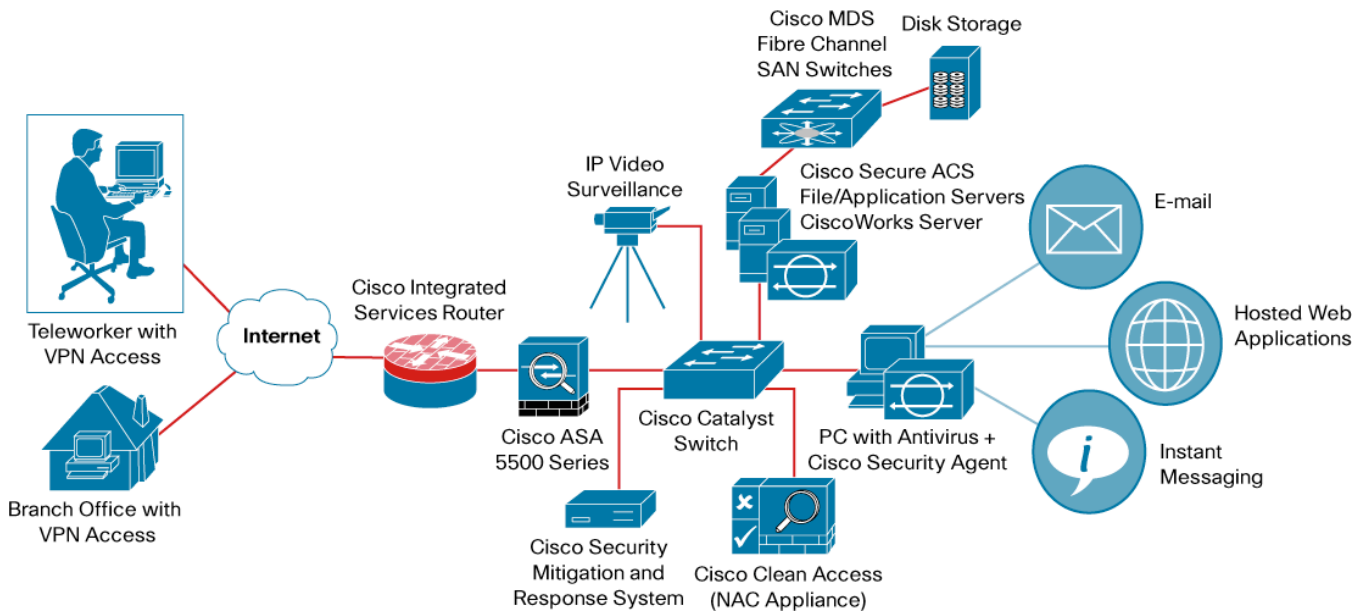 Cisco MDS
Fibre Channel
SAN Switches
Disk Storage
IP Video
Surveillance
Cisco Secure ACS
File/Application Servers
CiscoWorks Server
E-mail
Teleworker with
VPN Access
Internet
Cisco Integrated
Services Router
Hosted Web
Applications
Branch Office with
VPN Access
Cisco ASA
5500 Series
Cisco Catalyst
Switch
PC with Antivirus +
Cisco Security Agent
Instant
Messaging
Cisco Security
Mitigation and
Response System
Cisco Clean Access
(NAC Appliance)
i